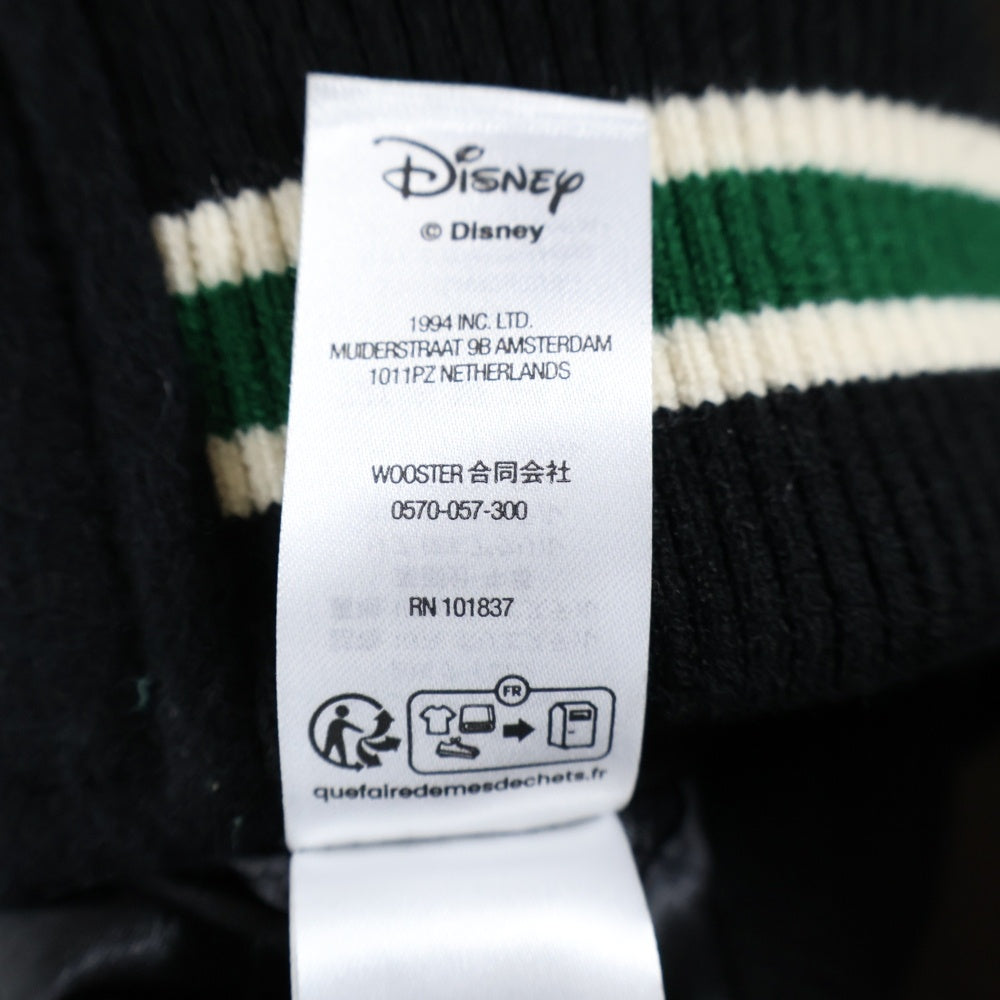 Disney
© Disney
1994 INC. LTD.
MUIDERSTRAAT 9B AMSTERDAM
1011PZ NETHERLANDS
WOOSTER 合同会社
0570-057-300
RN 101837
FR
quefairedemesdechets.fr